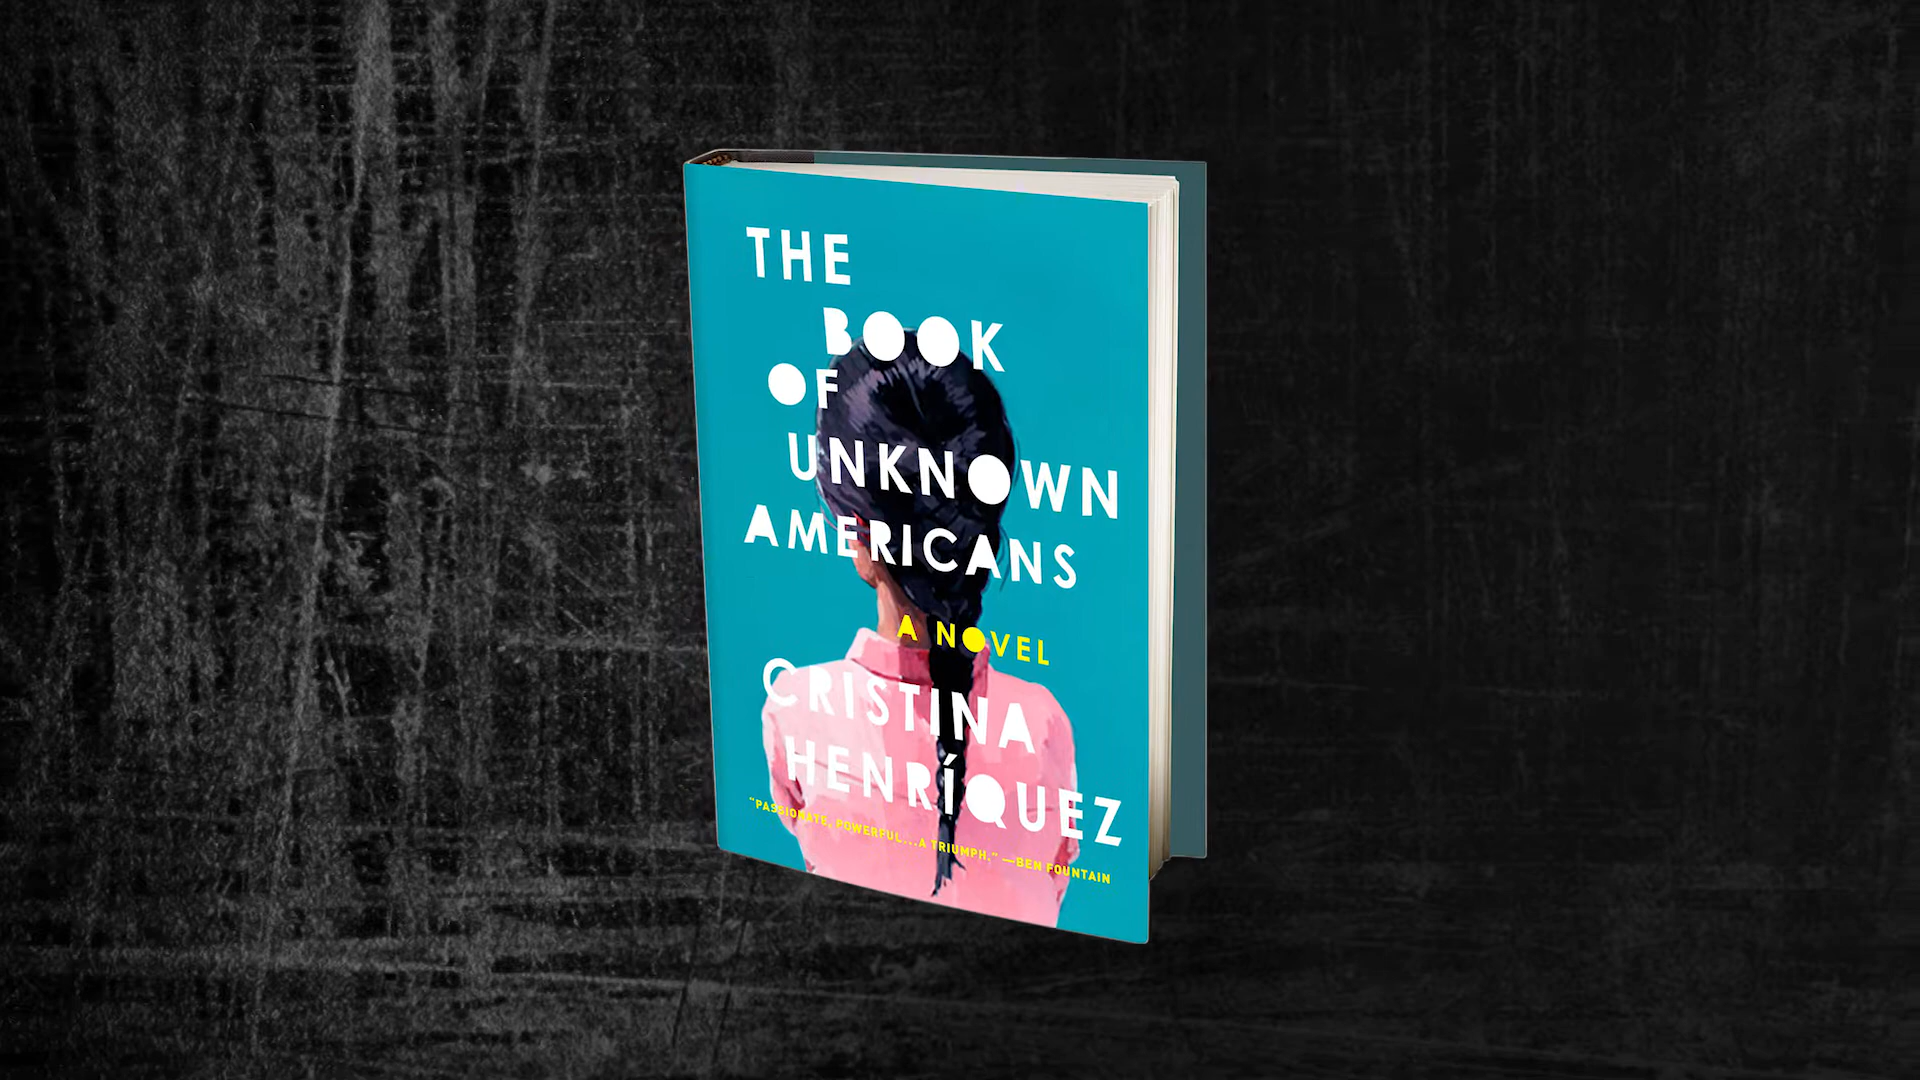 THE
BOOK
OF
UNKNOWN
AMERICANS
A NOVEL
CRISTINA
HENRÍQUEZ
"PASSIONATE, POWERFUL...A TRIUMPH." —BEN FOUNTAIN